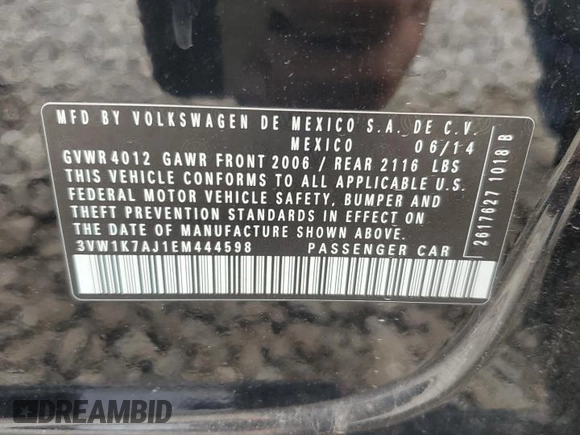 MFD BY VOLKSWAGEN DE MEXICO S.A. DE C.V.
MEXICO 06/14
GVWR 4012 GAWR FRONT 2006 / REAR 2116 LBS
THIS VEHICLE CONFORMS TO ALL APPLICABLE U.S.
FEDERAL MOTOR VEHICLE SAFETY, BUMPER AND
THEFT PREVENTION STANDARDS IN EFFECT ON
THE DATE OF MANUFACTURE SHOWN ABOVE.
3VW1K7AJ1EM444598 PASSENGER CAR
2617627 1018 B
DREAMBID